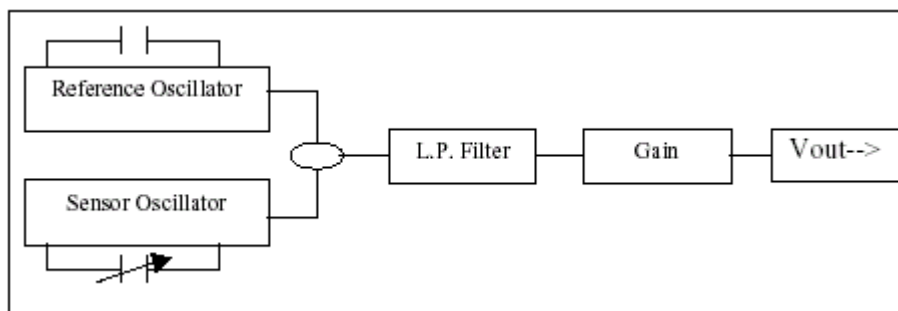 Reference Oscillator
L.P. Filter
Gain
Vout-->
Sensor Oscillator